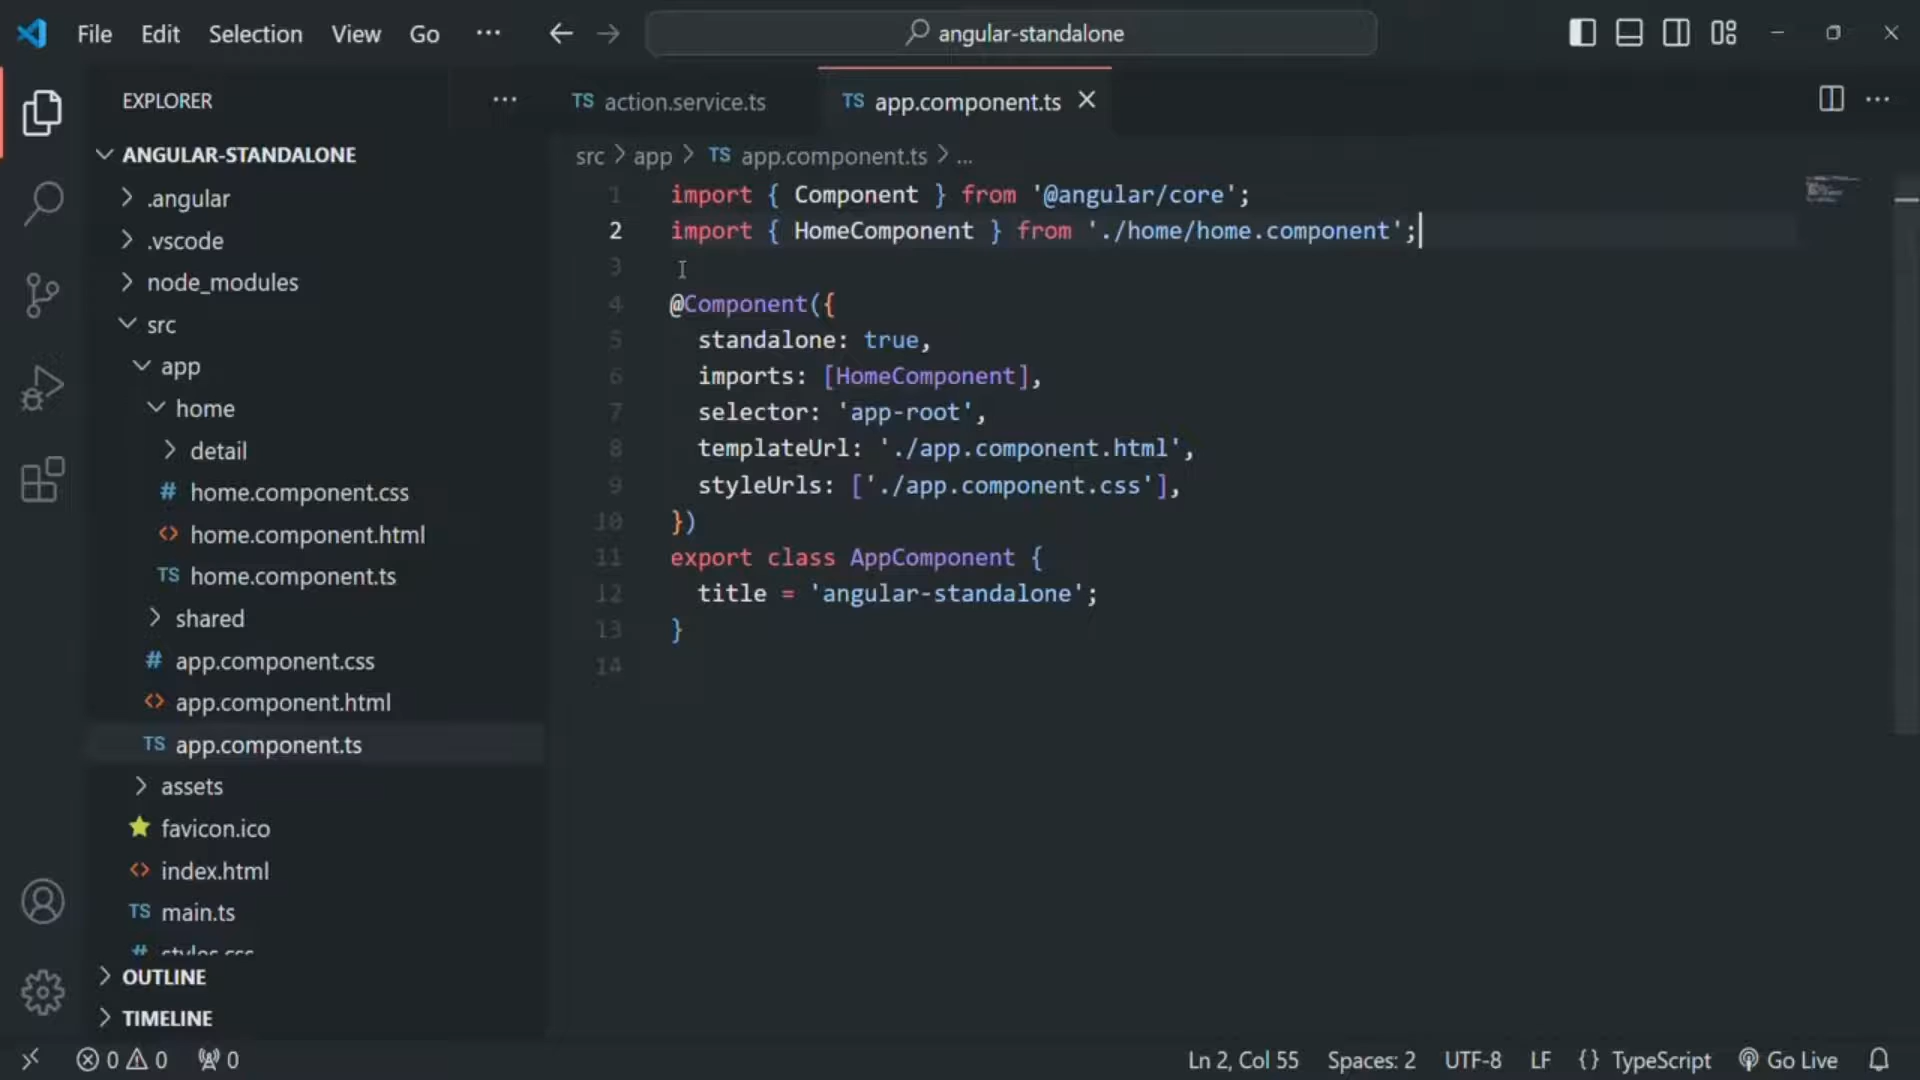 File Edit Selection View Go ... angular-standalone
EXPLORER ...
ANGULAR-STANDALONE
.angular
.vscode
node_modules
src
app
home
detail
# home.component.css
<> home.component.html
TS home.component.ts
shared
# app.component.css
<> app.component.html
TS app.component.ts
assets
favicon.ico
<> index.html
TS main.ts
# styles.css
OUTLINE
TIMELINE
TS action.service.ts TS app.component.ts
src > app > TS app.component.ts > ...
1 import { Component } from '@angular/core';
2 import { HomeComponent } from './home/home.component';
3
4 @Component({
5   standalone: true,
6   imports: [HomeComponent],
7   selector: 'app-root',
8   templateUrl: './app.component.html',
9   styleUrls: ['./app.component.css'],
10 })
11 export class AppComponent {
12   title = 'angular-standalone';
13 }
14
0 0 0 Ln 2, Col 55 Spaces: 2 UTF-8 LF {} TypeScript Go Live